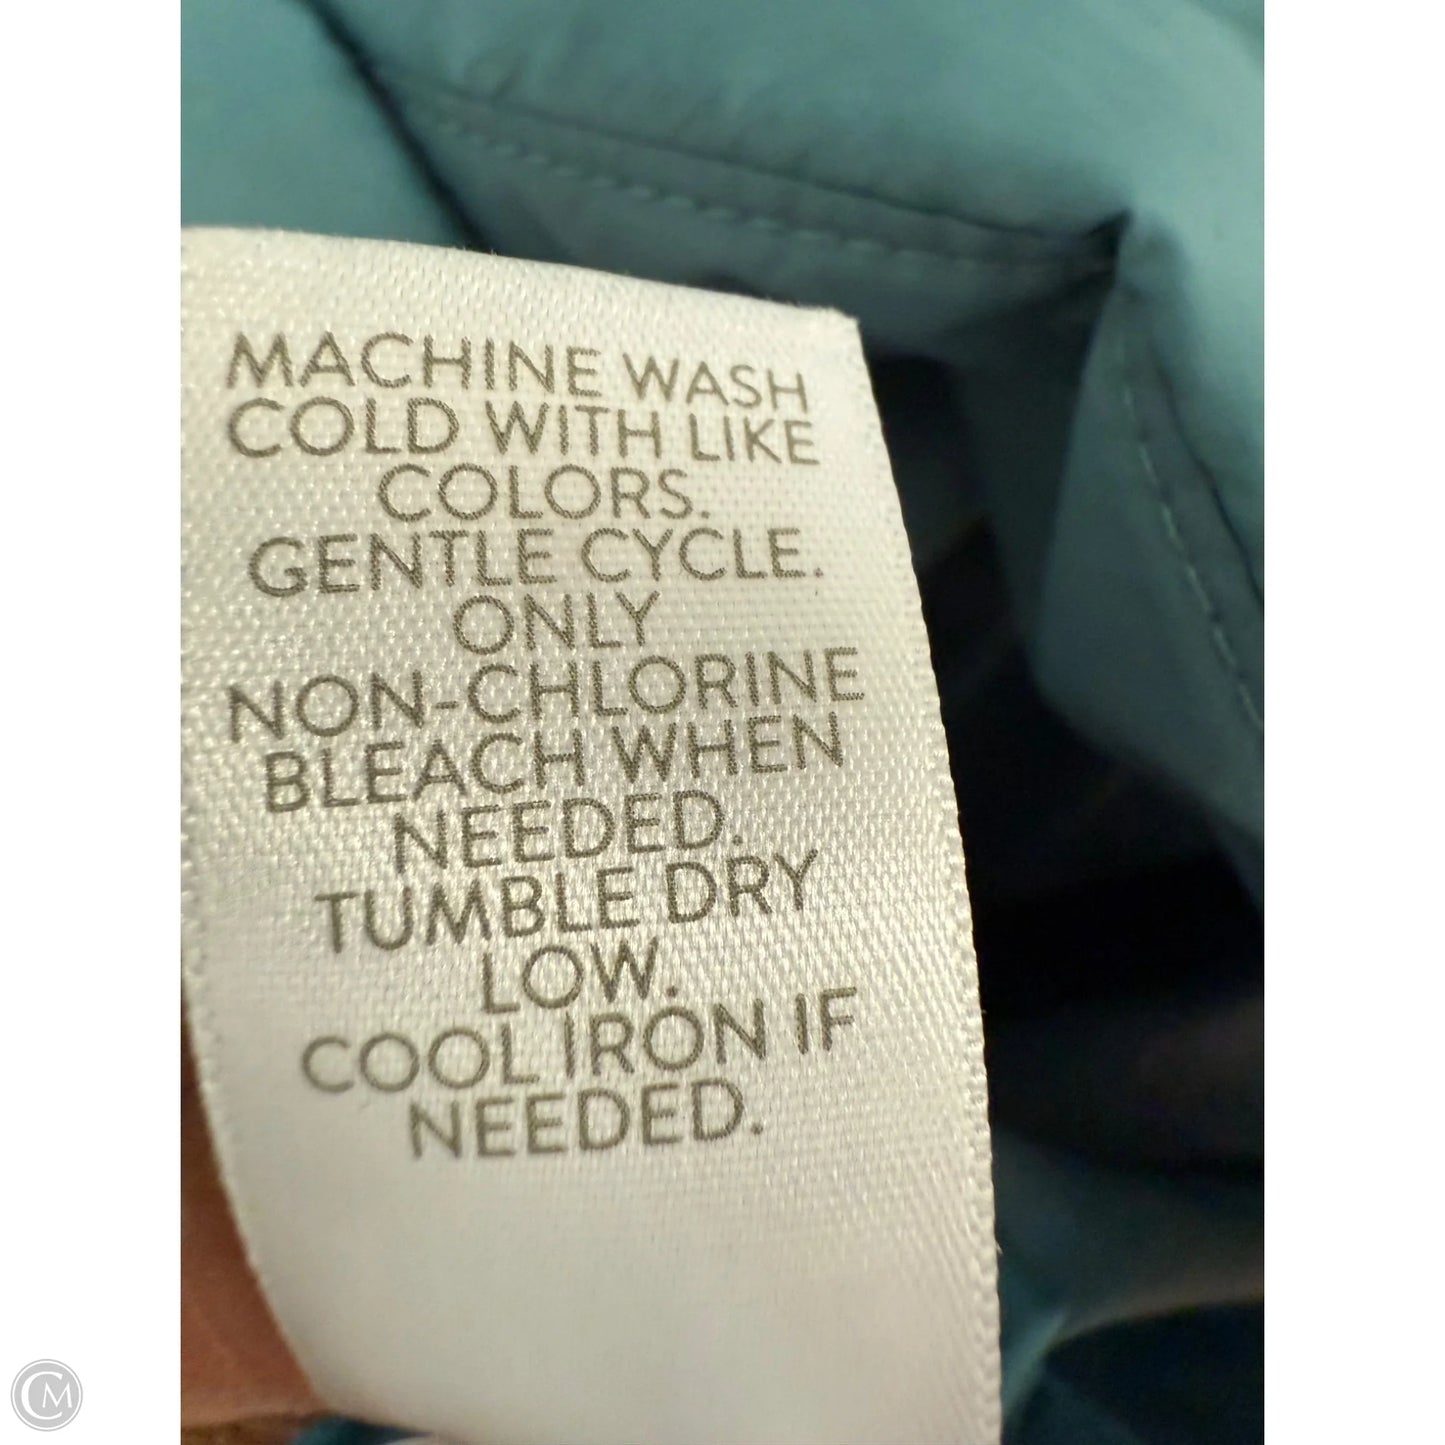 MACHINE WASH
COLD WITH LIKE
COLORS.
GENTLE CYCLE.
ONLY
NON-CHLORINE
BLEACH WHEN
NEEDED.
TUMBLE DRY
LOW.
COOL IRON IF
NEEDED.
CM